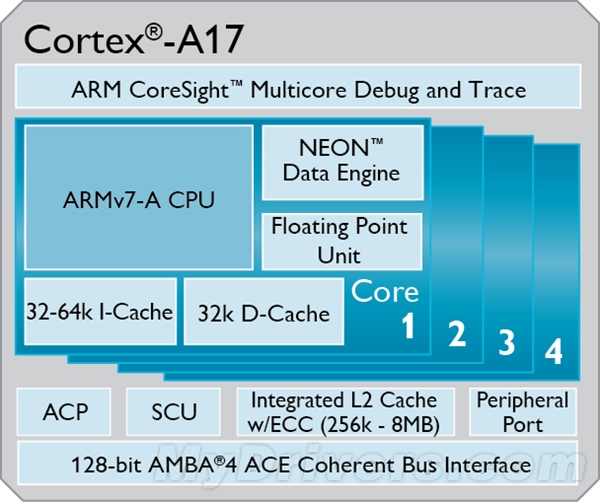 Cortex®-A17
ARM CoreSight™ Multicore Debug and Trace
ARMv7-A CPU
NEON™
Data Engine
Floating Point
Unit
32-64k I-Cache
32k D-Cache
Core
1
2
3
4
ACP
SCU
Integrated L2 Cache
w/ECC (256k - 8MB)
Peripheral
Port
128-bit AMBA®4 ACE Coherent Bus Interface
MyDrivers.com